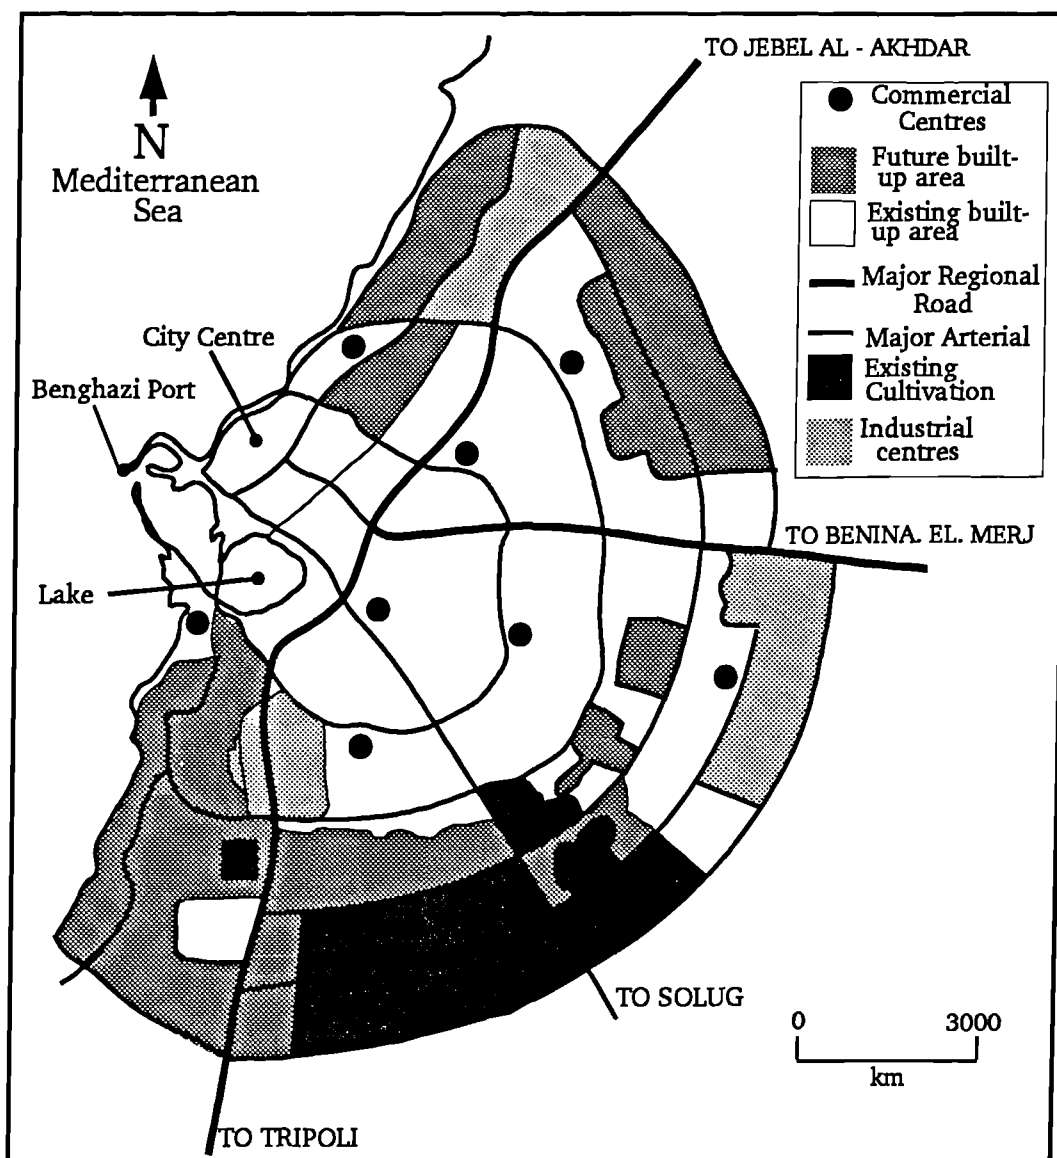 TO JEBEL AL - AKHDAR
N
Mediterranean
Sea
Commercial
Centres
Future built-
up area
Existing built-
up area
Major Regional
Road
Major Arterial
Existing
Cultivation
Industrial
centres
City Centre
Benghazi Port
Lake
TO BENINA. EL. MERJ
TO SOLUG
TO TRIPOLI
0 3000
km